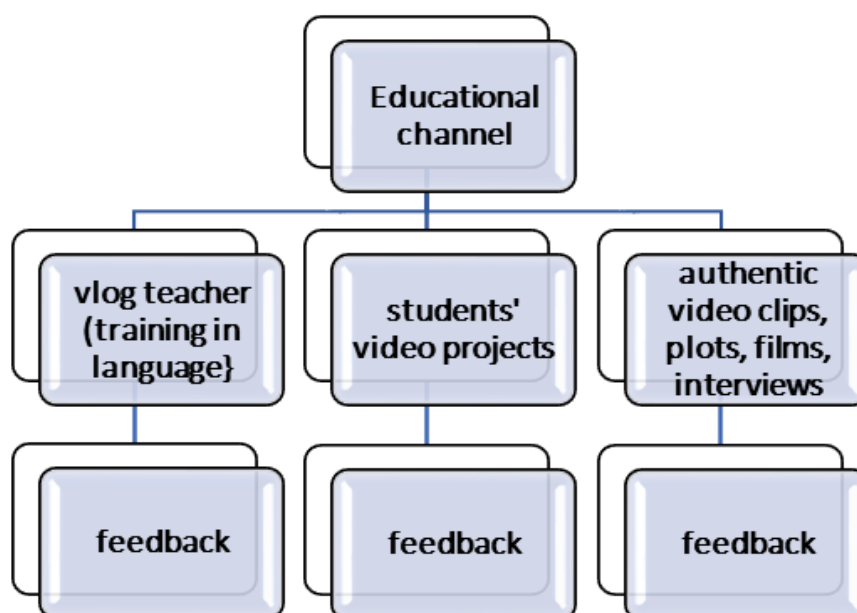 Educational
channel
vlog teacher
(training in
language}
students'
video projects
authentic
video clips,
plots, films,
interviews
feedback
feedback
feedback